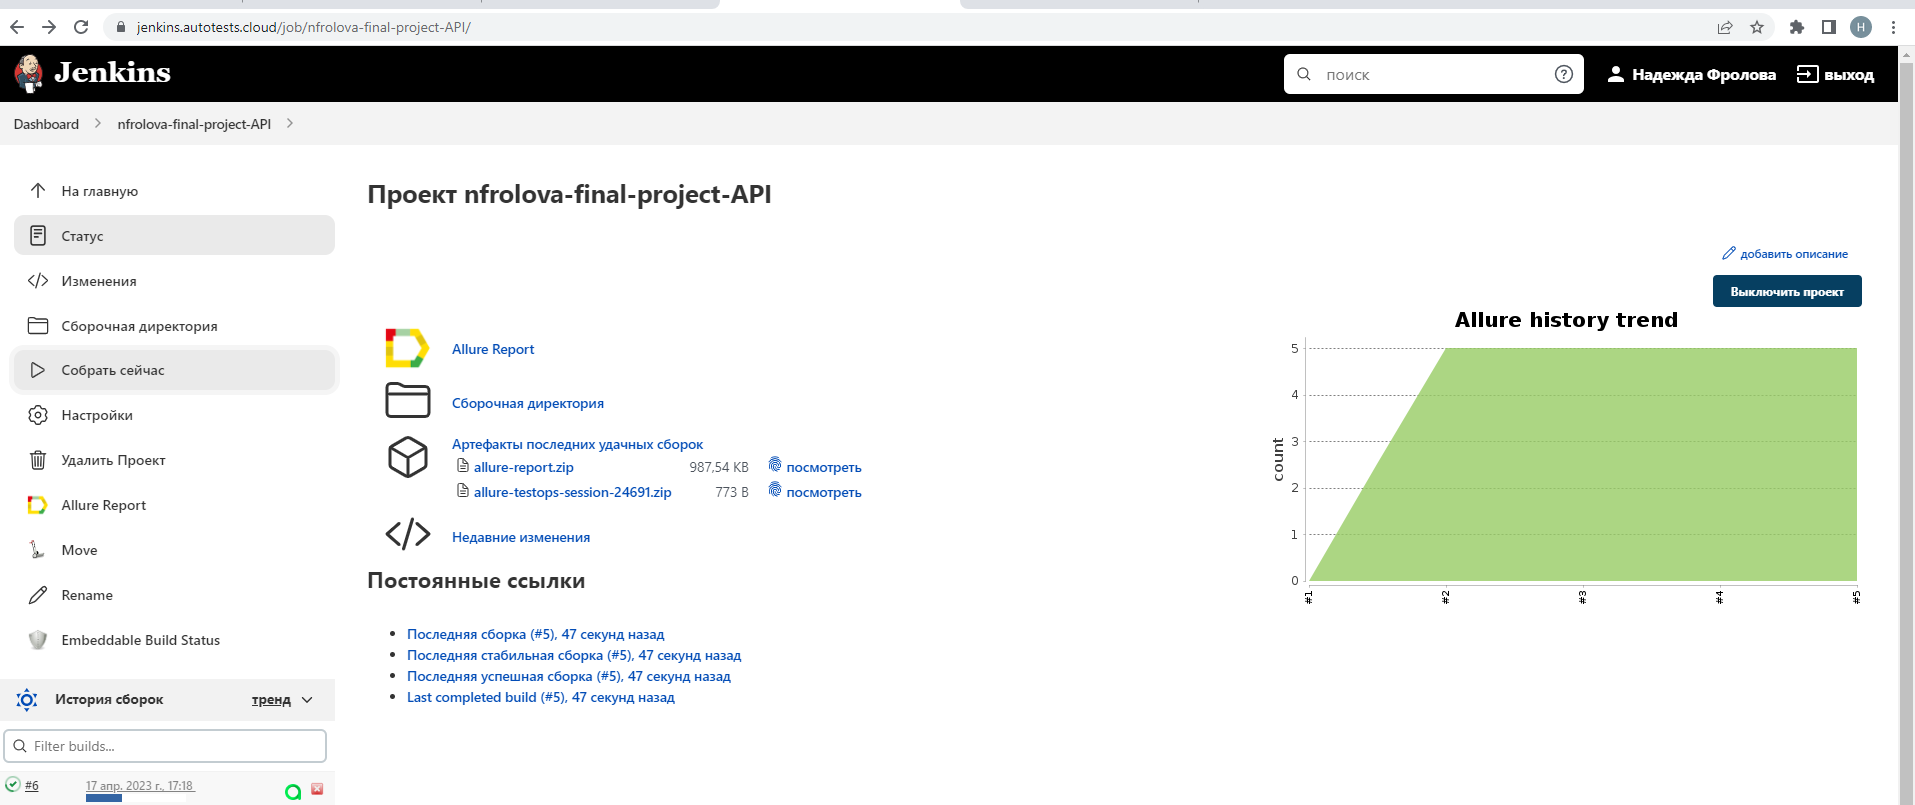 jenkins.autotests.cloud/job/nfrolova-final-project-API/
H
Jenkins
поиск
?
Надежда Фролова
выход
Dashboard
nfrolova-final-project-API
На главную
Статус
Изменения
Сборочная директория
Собрать сейчас
Настройки
Удалить Проект
Allure Report
Move
Rename
Embeddable Build Status
История сборок
тренд
Filter builds...
#6
17 апр. 2023 г., 17:18
Проект nfrolova-final-project-API
добавить описание
Выключить проект
Allure Report
Сборочная директория
Артефакты последних удачных сборок
allure-report.zip 987,54 KB посмотреть
allure-testops-session-24691.zip 773 B посмотреть
Недавние изменения
Постоянные ссылки
Последняя сборка (#5), 47 секунд назад
Последняя стабильная сборка (#5), 47 секунд назад
Последняя успешная сборка (#5), 47 секунд назад
Last completed build (#5), 47 секунд назад
Allure history trend
count
5
4
3
2
1
0
#1
#2
#3
#4
#5